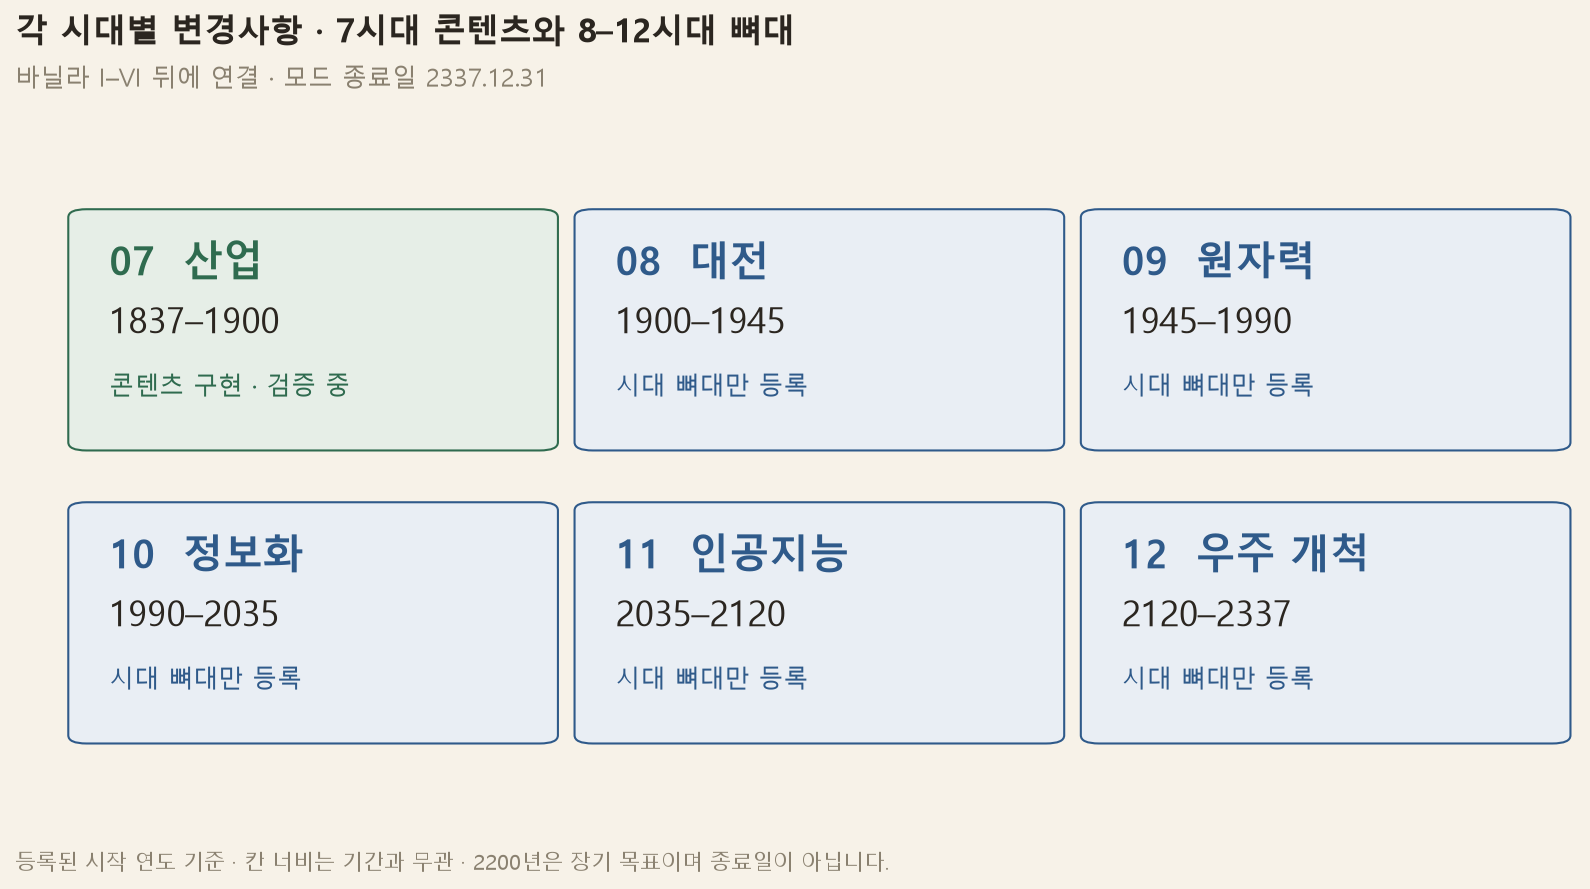 각 시대별 변경사항 · 7시대 콘텐츠와 8–12시대 뼈대
바닐라 I–VI 뒤에 연결 · 모드 종료일 2337.12.31
07 산업
1837–1900
콘텐츠 구현 · 검증 중
08 대전
1900–1945
시대 뼈대만 등록
09 원자력
1945–1990
시대 뼈대만 등록
10 정보화
1990–2035
시대 뼈대만 등록
11 인공지능
2035–2120
시대 뼈대만 등록
12 우주 개척
2120–2337
시대 뼈대만 등록
등록된 시작 연도 기준 · 칸 너비는 기간과 무관 · 2200년은 장기 목표이며 종료일이 아닙니다.